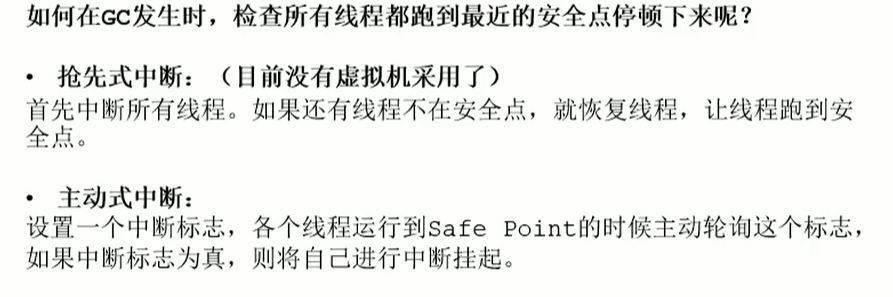 如何在GC发生时，检查所有线程都跑到最近的安全点停顿下来呢？
• 抢先式中断：（目前没有虚拟机采用了）
首先中断所有线程。如果还有线程不在安全点，就恢复线程，让线程跑到安
全点。
• 主动式中断：
设置一个中断标志，各个线程运行到Safe Point的时候主动轮询这个标志，
如果中断标志为真，则将自己进行中断挂起。